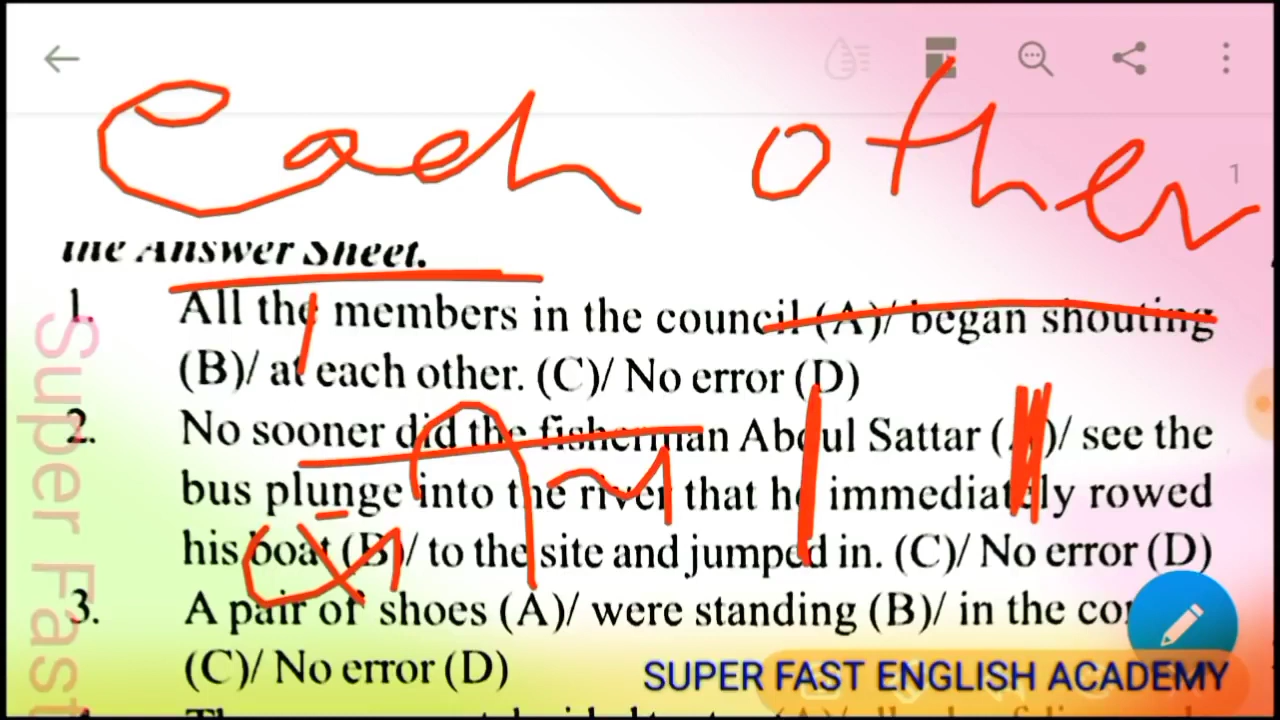 Each other
1
the Answer Sheet.
1. All the members in the council (A)/ began shouting
(B)/ at each other. (C)/ No error (D)
2. No sooner did the fisherman Abdul Sattar (A)/ see the
bus plunge into the river that he immediately rowed
his boat (B)/ to the site and jumped in. (C)/ No error (D)
3. A pair of shoes (A)/ were standing (B)/ in the
(C)/ No error (D)
SUPER FAST ENGLISH ACADEMY
Super Fast